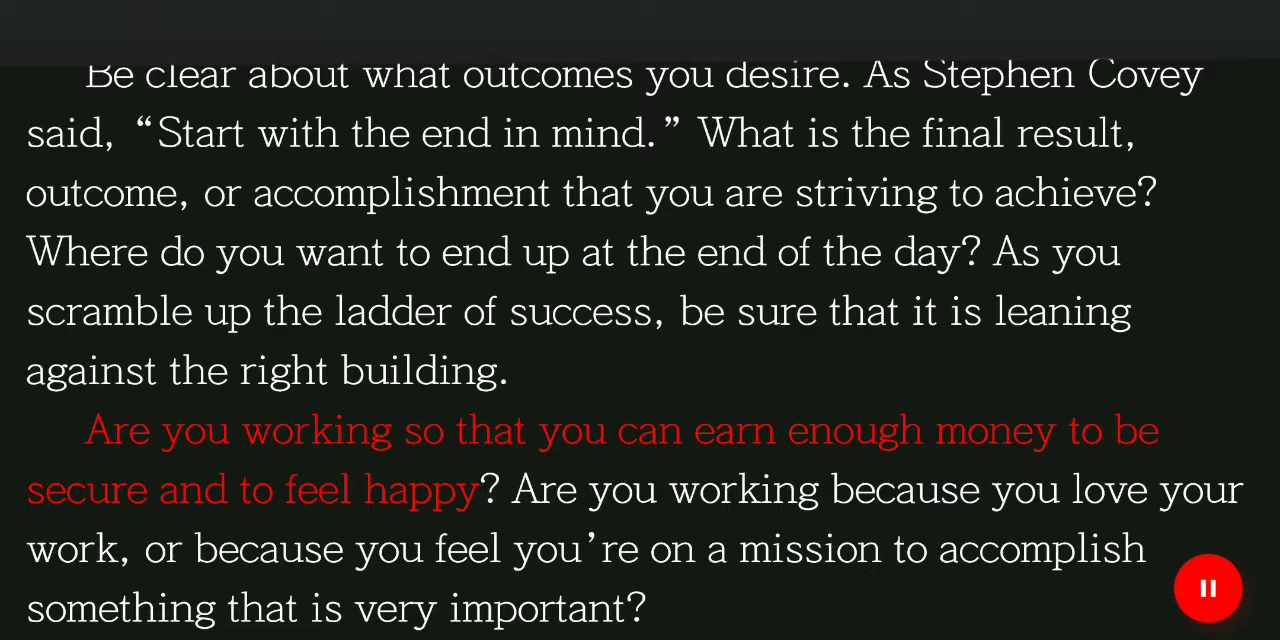 Be clear about what outcomes you desire. As Stephen Covey
said, “Start with the end in mind.” What is the final result,
outcome, or accomplishment that you are striving to achieve?
Where do you want to end up at the end of the day? As you
scramble up the ladder of success, be sure that it is leaning
against the right building.
Are you working so that you can earn enough money to be
secure and to feel happy? Are you working because you love your
work, or because you feel you’re on a mission to accomplish
something that is very important?